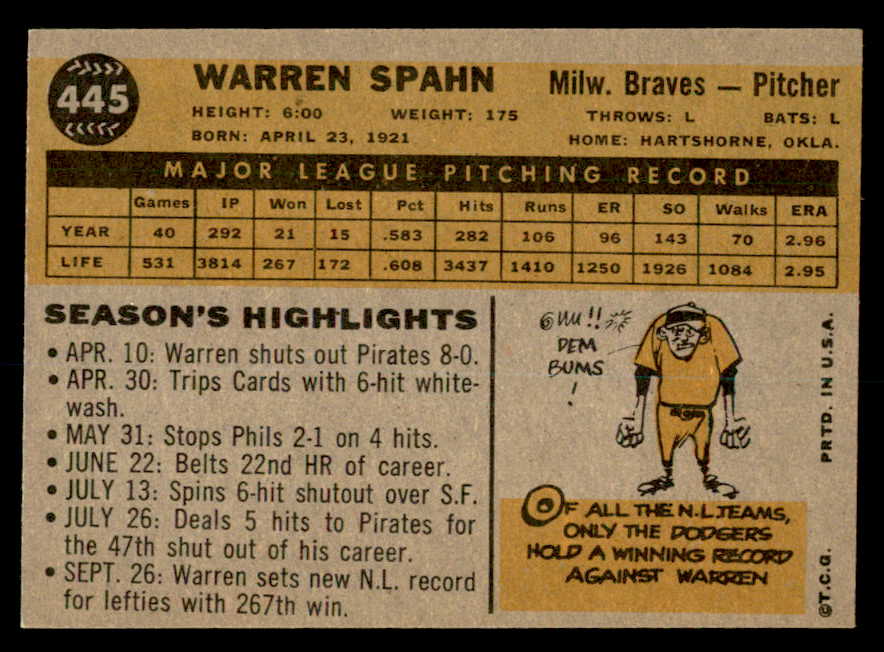 445
WARREN SPAHN
Milw. Braves — Pitcher
HEIGHT: 6:00 WEIGHT: 175 THROWS: L BATS: L
BORN: APRIL 23, 1921 HOME: HARTSHORNE, OKLA.
MAJOR LEAGUE PITCHING RECORD
Games IP Won Lost Pct Hits Runs ER SO Walks ERA
YEAR 40 292 21 15 .583 282 106 96 143 70 2.96
LIFE 531 3814 267 172 .608 3437 1410 1250 1926 1084 2.95
SEASON'S HIGHLIGHTS
• APR. 10: Warren shuts out Pirates 8-0.
• APR. 30: Trips Cards with 6-hit white-
wash.
• MAY 31: Stops Phils 2-1 on 4 hits.
• JUNE 22: Belts 22nd HR of career.
• JULY 13: Spins 6-hit shutout over S.F.
• JULY 26: Deals 5 hits to Pirates for
the 47th shut out of his career.
• SEPT. 26: Warren sets new N.L. record
for lefties with 267th win.
DEM
BUMS
!
OF ALL THE N.L. TEAMS,
ONLY THE DODGERS
HOLD A WINNING RECORD
AGAINST WARREN
PRTD. IN U.S.A.
©T.C.G.